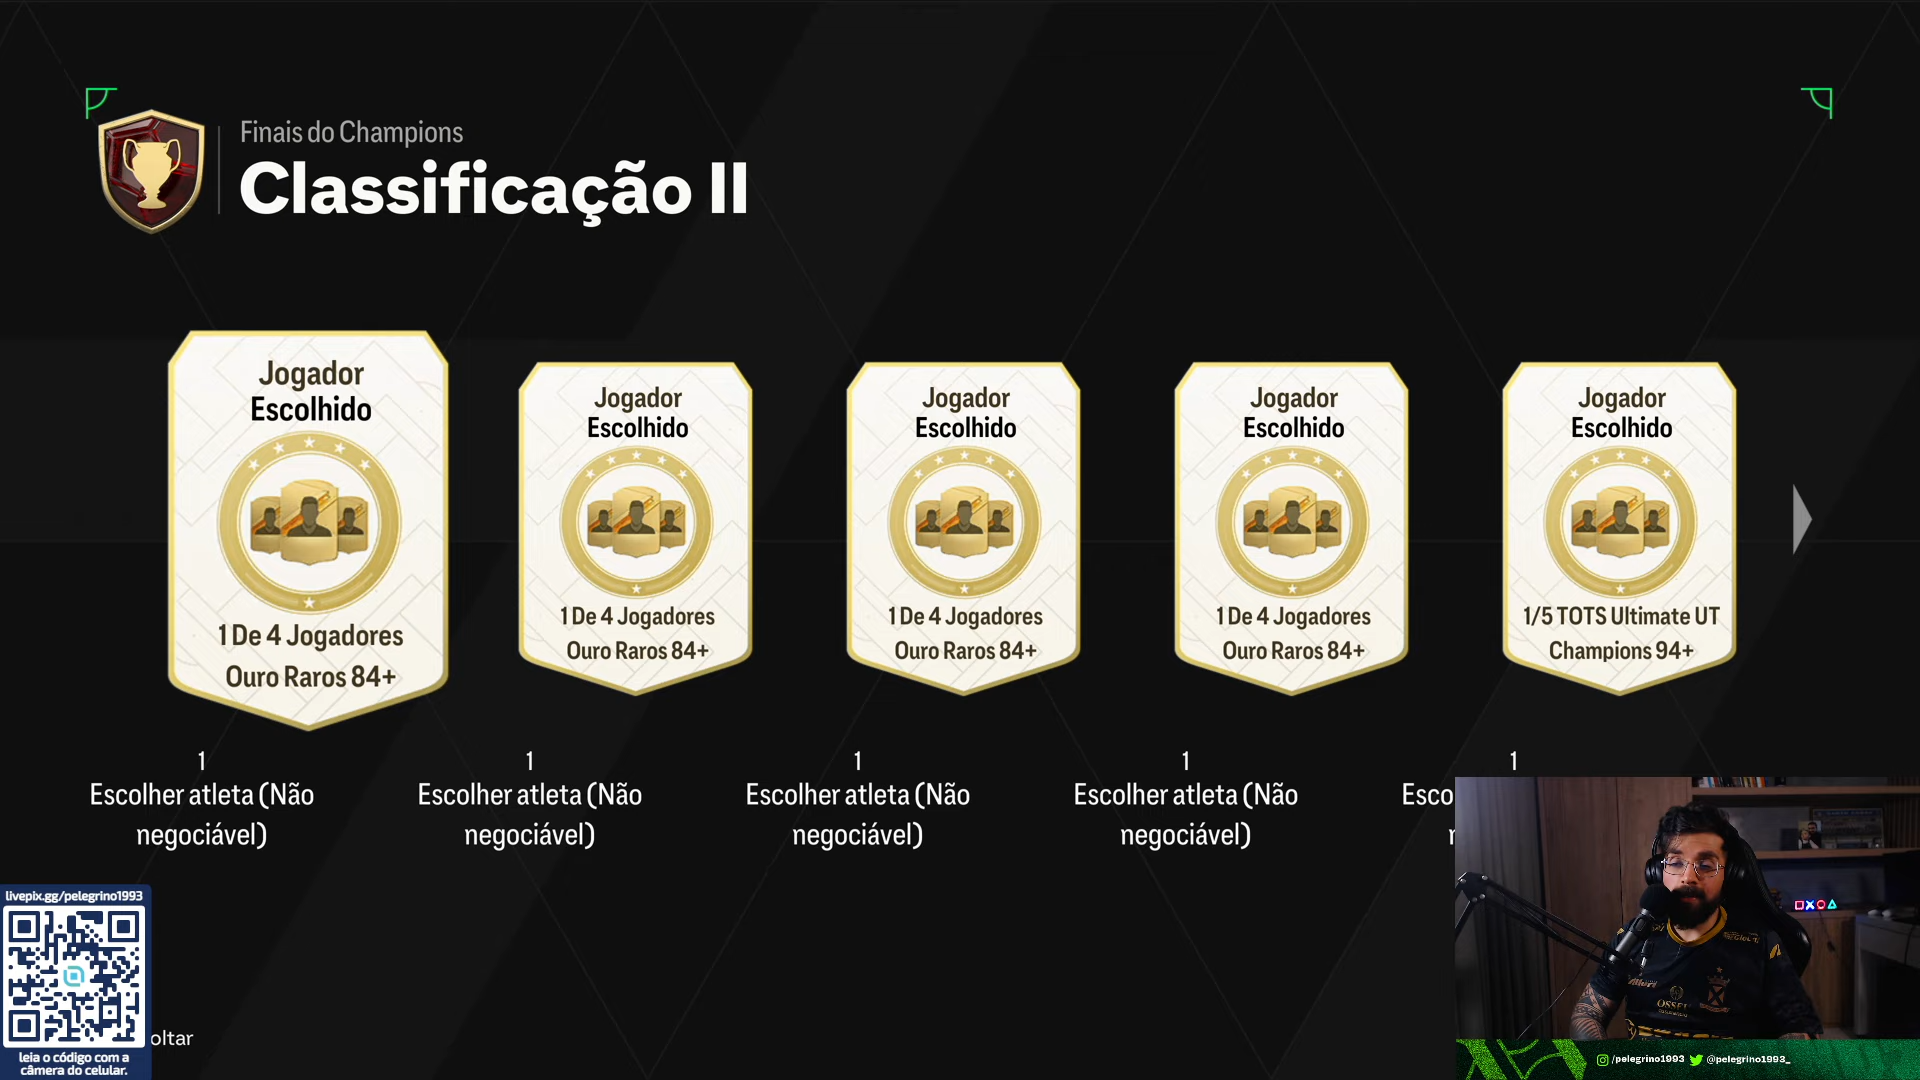 Finais do Champions
Classificação II
Jogador
Escolhido
1 De 4 Jogadores
Ouro Raros 84+
Jogador
Escolhido
1 De 4 Jogadores
Ouro Raros 84+
Jogador
Escolhido
1 De 4 Jogadores
Ouro Raros 84+
Jogador
Escolhido
1 De 4 Jogadores
Ouro Raros 84+
Jogador
Escolhido
1/5 TOTS Ultimate UT
Champions 94+
1
Escolher atleta (Não
negociável)
1
Escolher atleta (Não
negociável)
1
Escolher atleta (Não
negociável)
1
Escolher atleta (Não
negociável)
1
Esco
livepix.gg/pelegrino1993
leia o código com a
câmera do celular.
oltar
/pelegrino1993 @pelegrino1993_